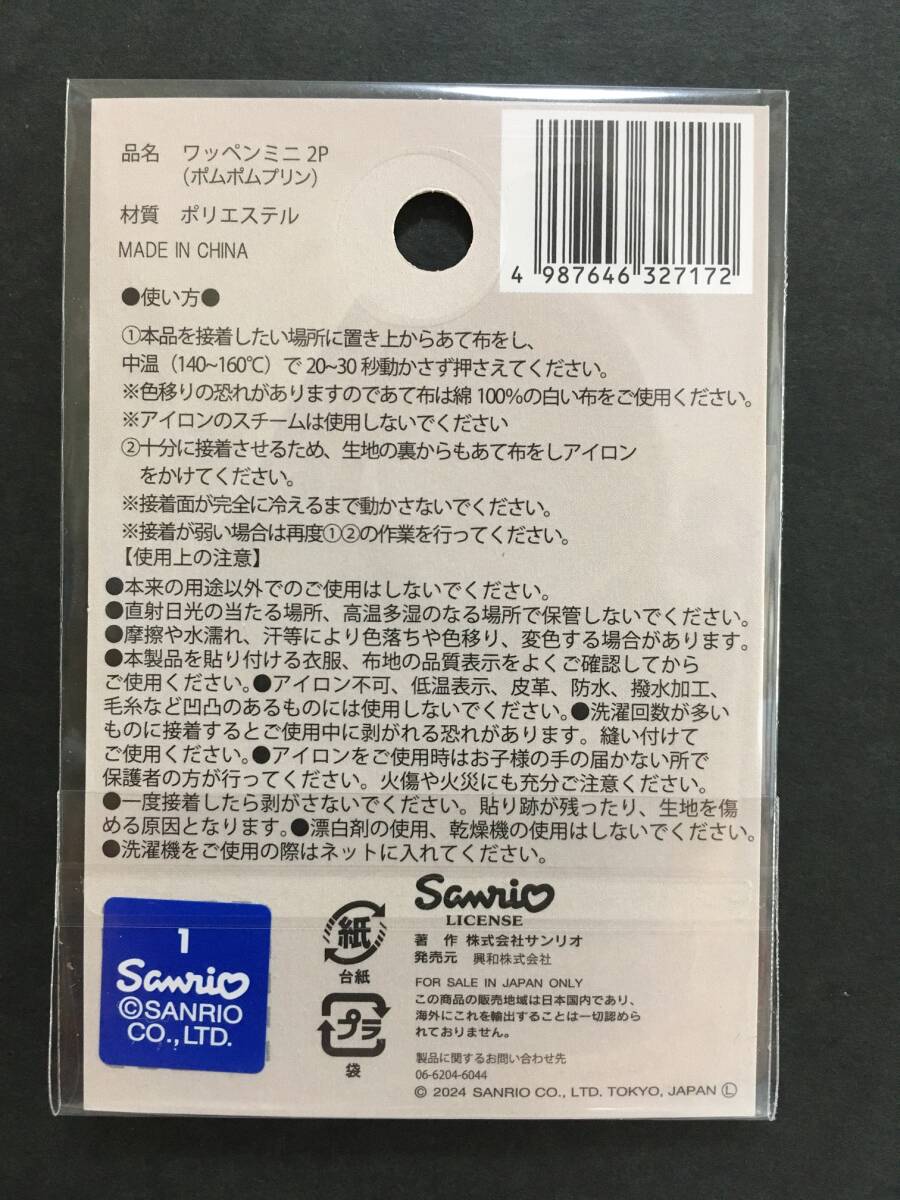 品名 ワッペンミニ 2P
(ポムポムプリン)
材質 ポリエステル
MADE IN CHINA
4 987646 327172
●使い方●
①本品を接着したい場所に置き上からあて布をし、
中温（140~160℃）で 20~30 秒動かさず押さえてください。
※色移りの恐れがありますのであて布は綿 100%の白い布をご使用ください。
※アイロンのスチームは使用しないでください
②十分に接着させるため、生地の裏からもあて布をしアイロン
をかけてください。
※接着面が完全に冷えるまで動かさないでください。
※接着が弱い場合は再度①②の作業を行ってください。
【使用上の注意】
●本来の用途以外でのご使用はしないでください。
●直射日光の当たる場所、高温多湿のなる場所で保管しないでください。
●摩擦や水濡れ、汗等により色落ちや色移り、変色する場合があります。
●本製品を貼り付ける衣服、布地の品質表示をよくご確認してから
ご使用ください。●アイロン不可、低温表示、皮革、防水、撥水加工、
毛糸など凹凸のあるものには使用しないでください。●洗濯回数が多い
ものに接着するとご使用中に剥がれる恐れがあります。縫い付けて
ご使用ください。●アイロンをご使用時はお子様の手の届かない所で
保護者の方が行ってください。火傷や火災にも充分ご注意ください。
●一度接着したら剥がさないでください。貼り跡が残ったり、生地を傷
める原因となります。●漂白剤の使用、乾燥機の使用はしないでください。
●洗濯機をご使用の際はネットに入れてください。
1
Sanrio
©SANRIO
CO.,LTD.
紙
台紙
プラ
袋
Sanrio
LICENSE
著 作 株式会社サンリオ
発売元 興和株式会社
FOR SALE IN JAPAN ONLY
この商品の販売地域は日本国内であり、
海外にこれを輸出することは一切認めら
れておりません。
製品に関するお問い合わせ先
06-6204-6044
© 2024 SANRIO CO., LTD. TOKYO, JAPAN Ⓛ